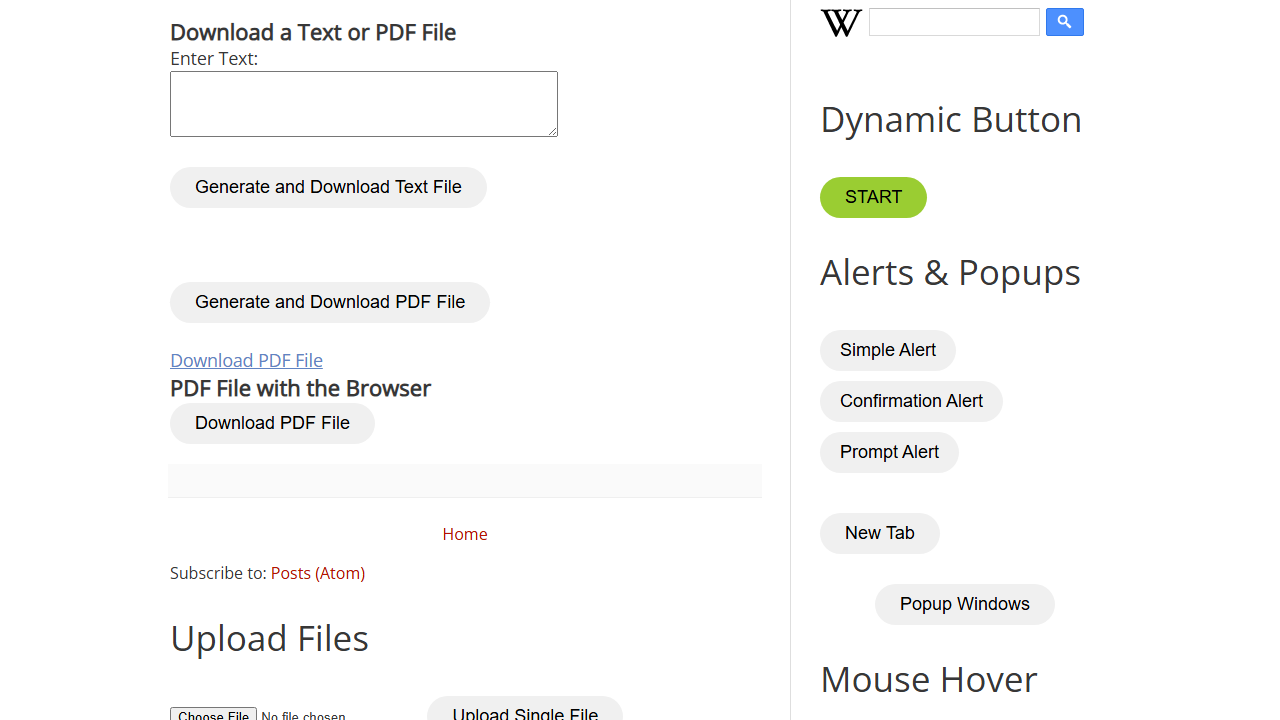 Download a Text or PDF File
Enter Text:
Generate and Download Text File
Generate and Download PDF File
Download PDF File
PDF File with the Browser
Download PDF File
Home
Subscribe to: Posts (Atom)
Upload Files
Choose File No file chosen
Upload Single File
W
Dynamic Button
START
Alerts & Popups
Simple Alert
Confirmation Alert
Prompt Alert
New Tab
Popup Windows
Mouse Hover